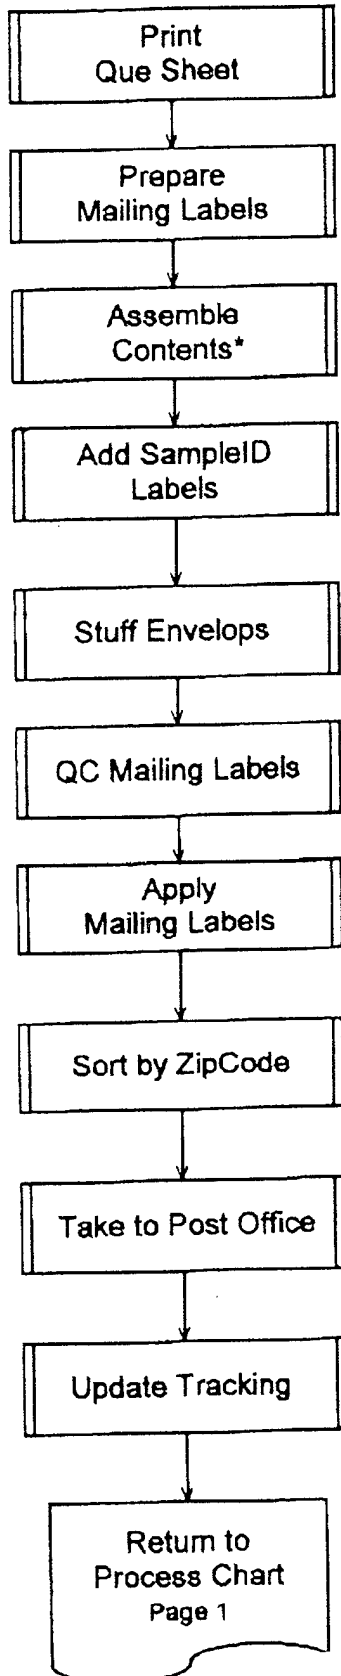 Print
Que Sheet
Prepare
Mailing Labels
Assemble
Contents*
Add SampleID
Labels
Stuff Envelops
QC Mailing Labels
Apply
Mailing Labels
Sort by ZipCode
Take to Post Office
Update Tracking
Return to
Process Chart
Page 1